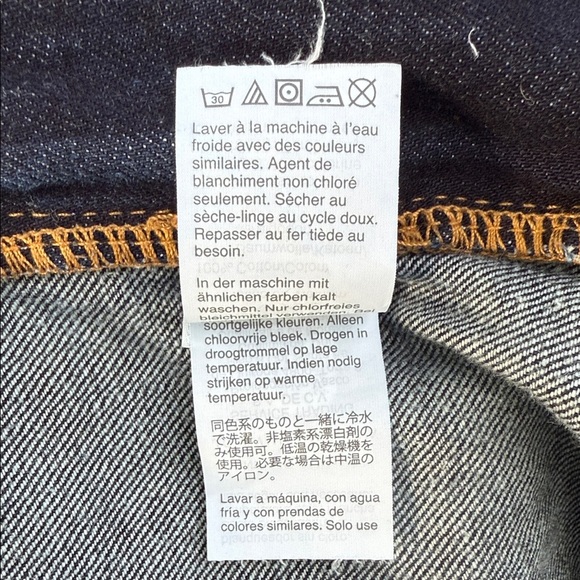 30
Laver à la machine à l'eau
froide avec des couleurs
similaires. Agent de
blanchiment non chloré
seulement. Sécher au
sèche-linge au cycle doux.
Repasser au fer tiède au
besoin.
In der maschine mit
ähnlichen farben kalt
waschen. Nur chlorfreies
bleichmittel verwenden. Bei
soortgelijke kleuren. Alleen
chloorvrije bleek. Drogen in
droogtrommel op lage
temperatuur. Indien nodig
strijken op warme
temperatuur.
同色系のものと一緒に冷水
で洗濯。非塩素系漂白剤の
み使用可。低温の乾燥機を
使用。必要な場合は中温の
アイロン。
Lavar a máquina, con agua
fría y con prendas de
colores similares. Solo use